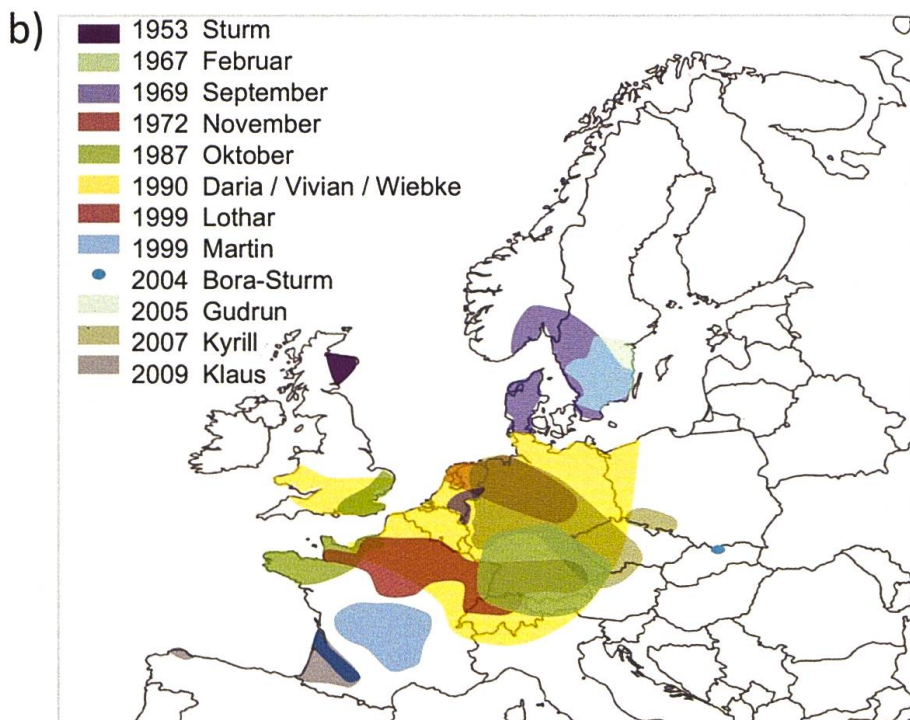 b)
1953 Sturm
1967 Februar
1969 September
1972 November
1987 Oktober
1990 Daria / Vivian / Wiebke
1999 Lothar
1999 Martin
2004 Bora-Sturm
2005 Gudrun
2007 Kyrill
2009 Klaus